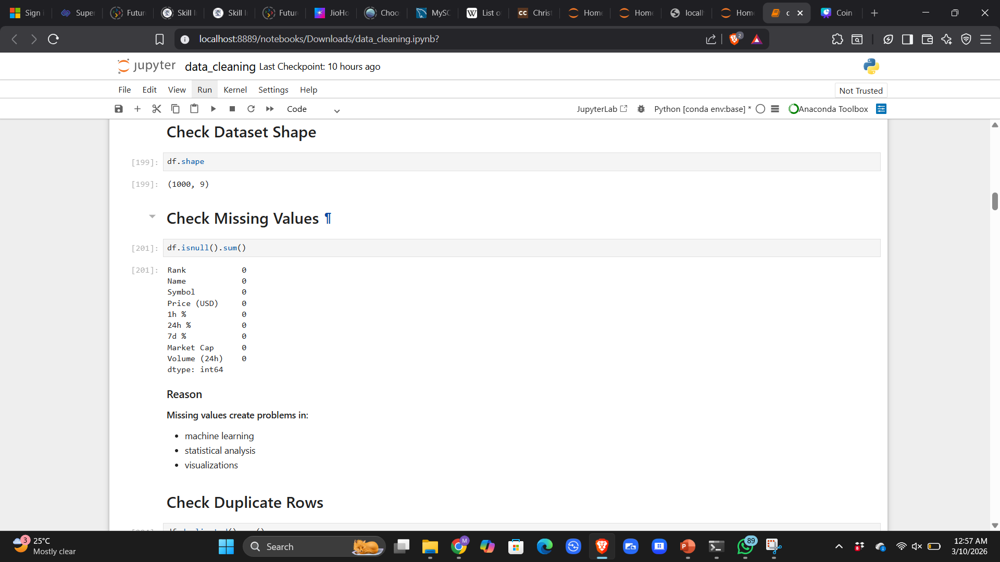 Sign i
Super
Futur
Skill I
Skill I
Futur
JioHo
Choo
MySC
List o
CC
Christ
Home
Home
localh
Home
c
Coin
localhost:8889/notebooks/Downloads/data_cleaning.ipynb?
2
jupyter data_cleaning Last Checkpoint: 10 hours ago
File Edit View Run Kernel Settings Help
Not Trusted
Code
JupyterLab
Python [conda env:base] *
Anaconda Toolbox
Check Dataset Shape
[199]: df.shape
[199]: (1000, 9)
Check Missing Values ¶
[201]: df.isnull().sum()
[201]: Rank 0
Name 0
Symbol 0
Price (USD) 0
1h % 0
24h % 0
7d % 0
Market Cap 0
Volume (24h) 0
dtype: int64
Reason
Missing values create problems in:
• machine learning
• statistical analysis
• visualizations
Check Duplicate Rows
3
25°C
Mostly clear
Search
M
P
89
8
12:57 AM
3/10/2026